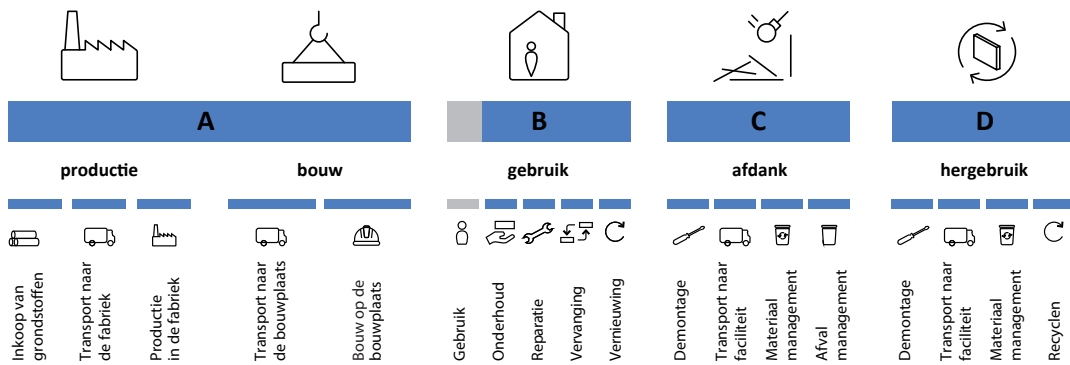 A
B
C
D
productie
bouw
gebruik
afdank
hergebruik
Inkoop van
grondstoffen
Transport naar
de fabriek
Productie
in de fabriek
Transport naar
de bouwplaats
Bouw op de
bouwplaats
Gebruik
Onderhoud
Reparatie
Vervanging
Vernieuwing
Demontage
Transport naar
faciliteit
Materiaal
management
Afval
management
Demontage
Transport naar
faciliteit
Materiaal
management
Recyclen